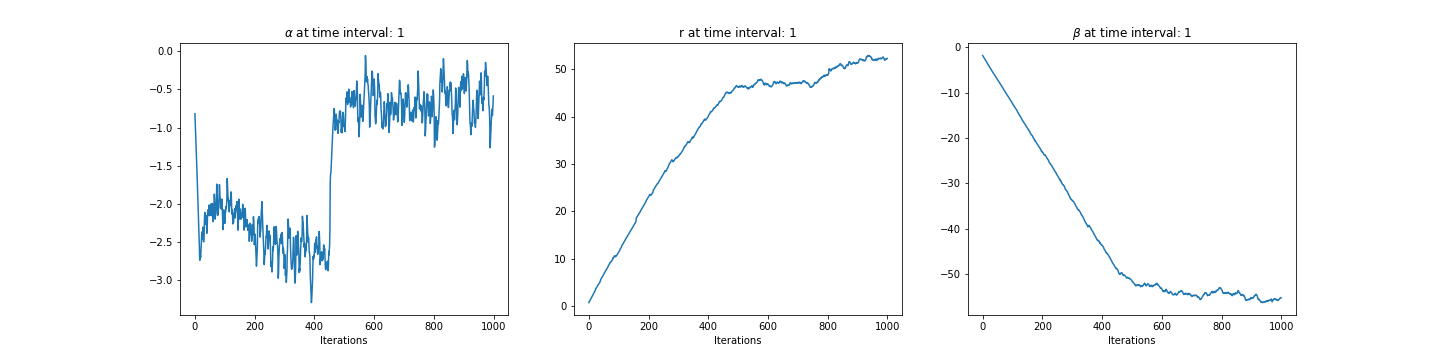 α at time interval: 1
0.0
−0.5
−1.0
−1.5
−2.0
−2.5
−3.0
0 200 400 600 800 1000
Iterations
r at time interval: 1
50
40
30
20
10
0
0 200 400 600 800 1000
Iterations
β at time interval: 1
0
−10
−20
−30
−40
−50
0 200 400 600 800 1000
Iterations